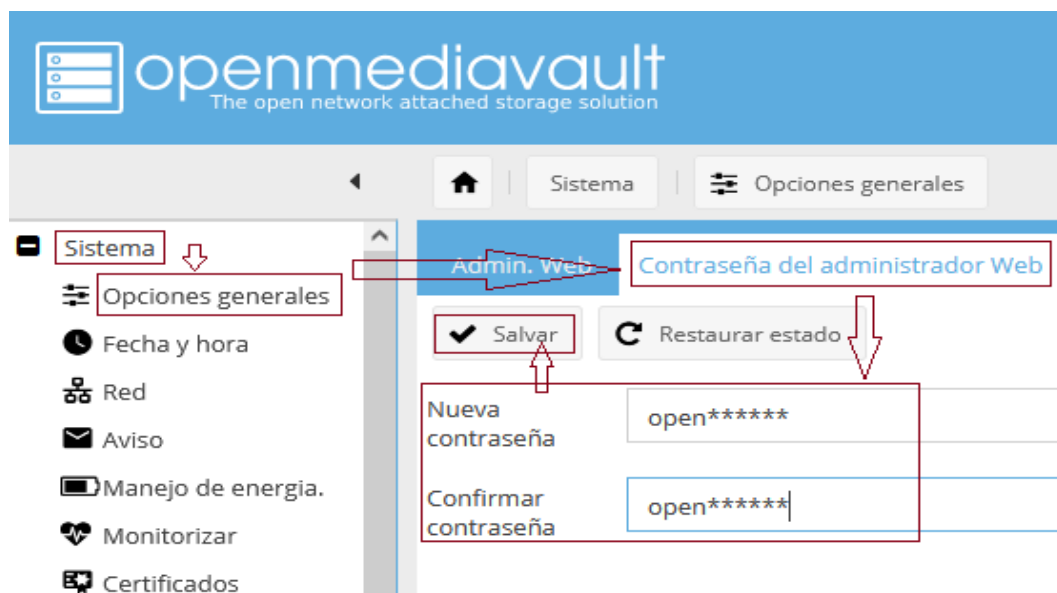 openmediavault
The open network attached storage solution
Sistema
Opciones generales
Sistema
Opciones generales
Fecha y hora
Red
Aviso
Manejo de energia.
Monitorizar
Certificados
Admin. Web
Contraseña del administrador Web
Salvar
Restaurar estado
Nueva
contraseña
open******
Confirmar
contraseña
open******